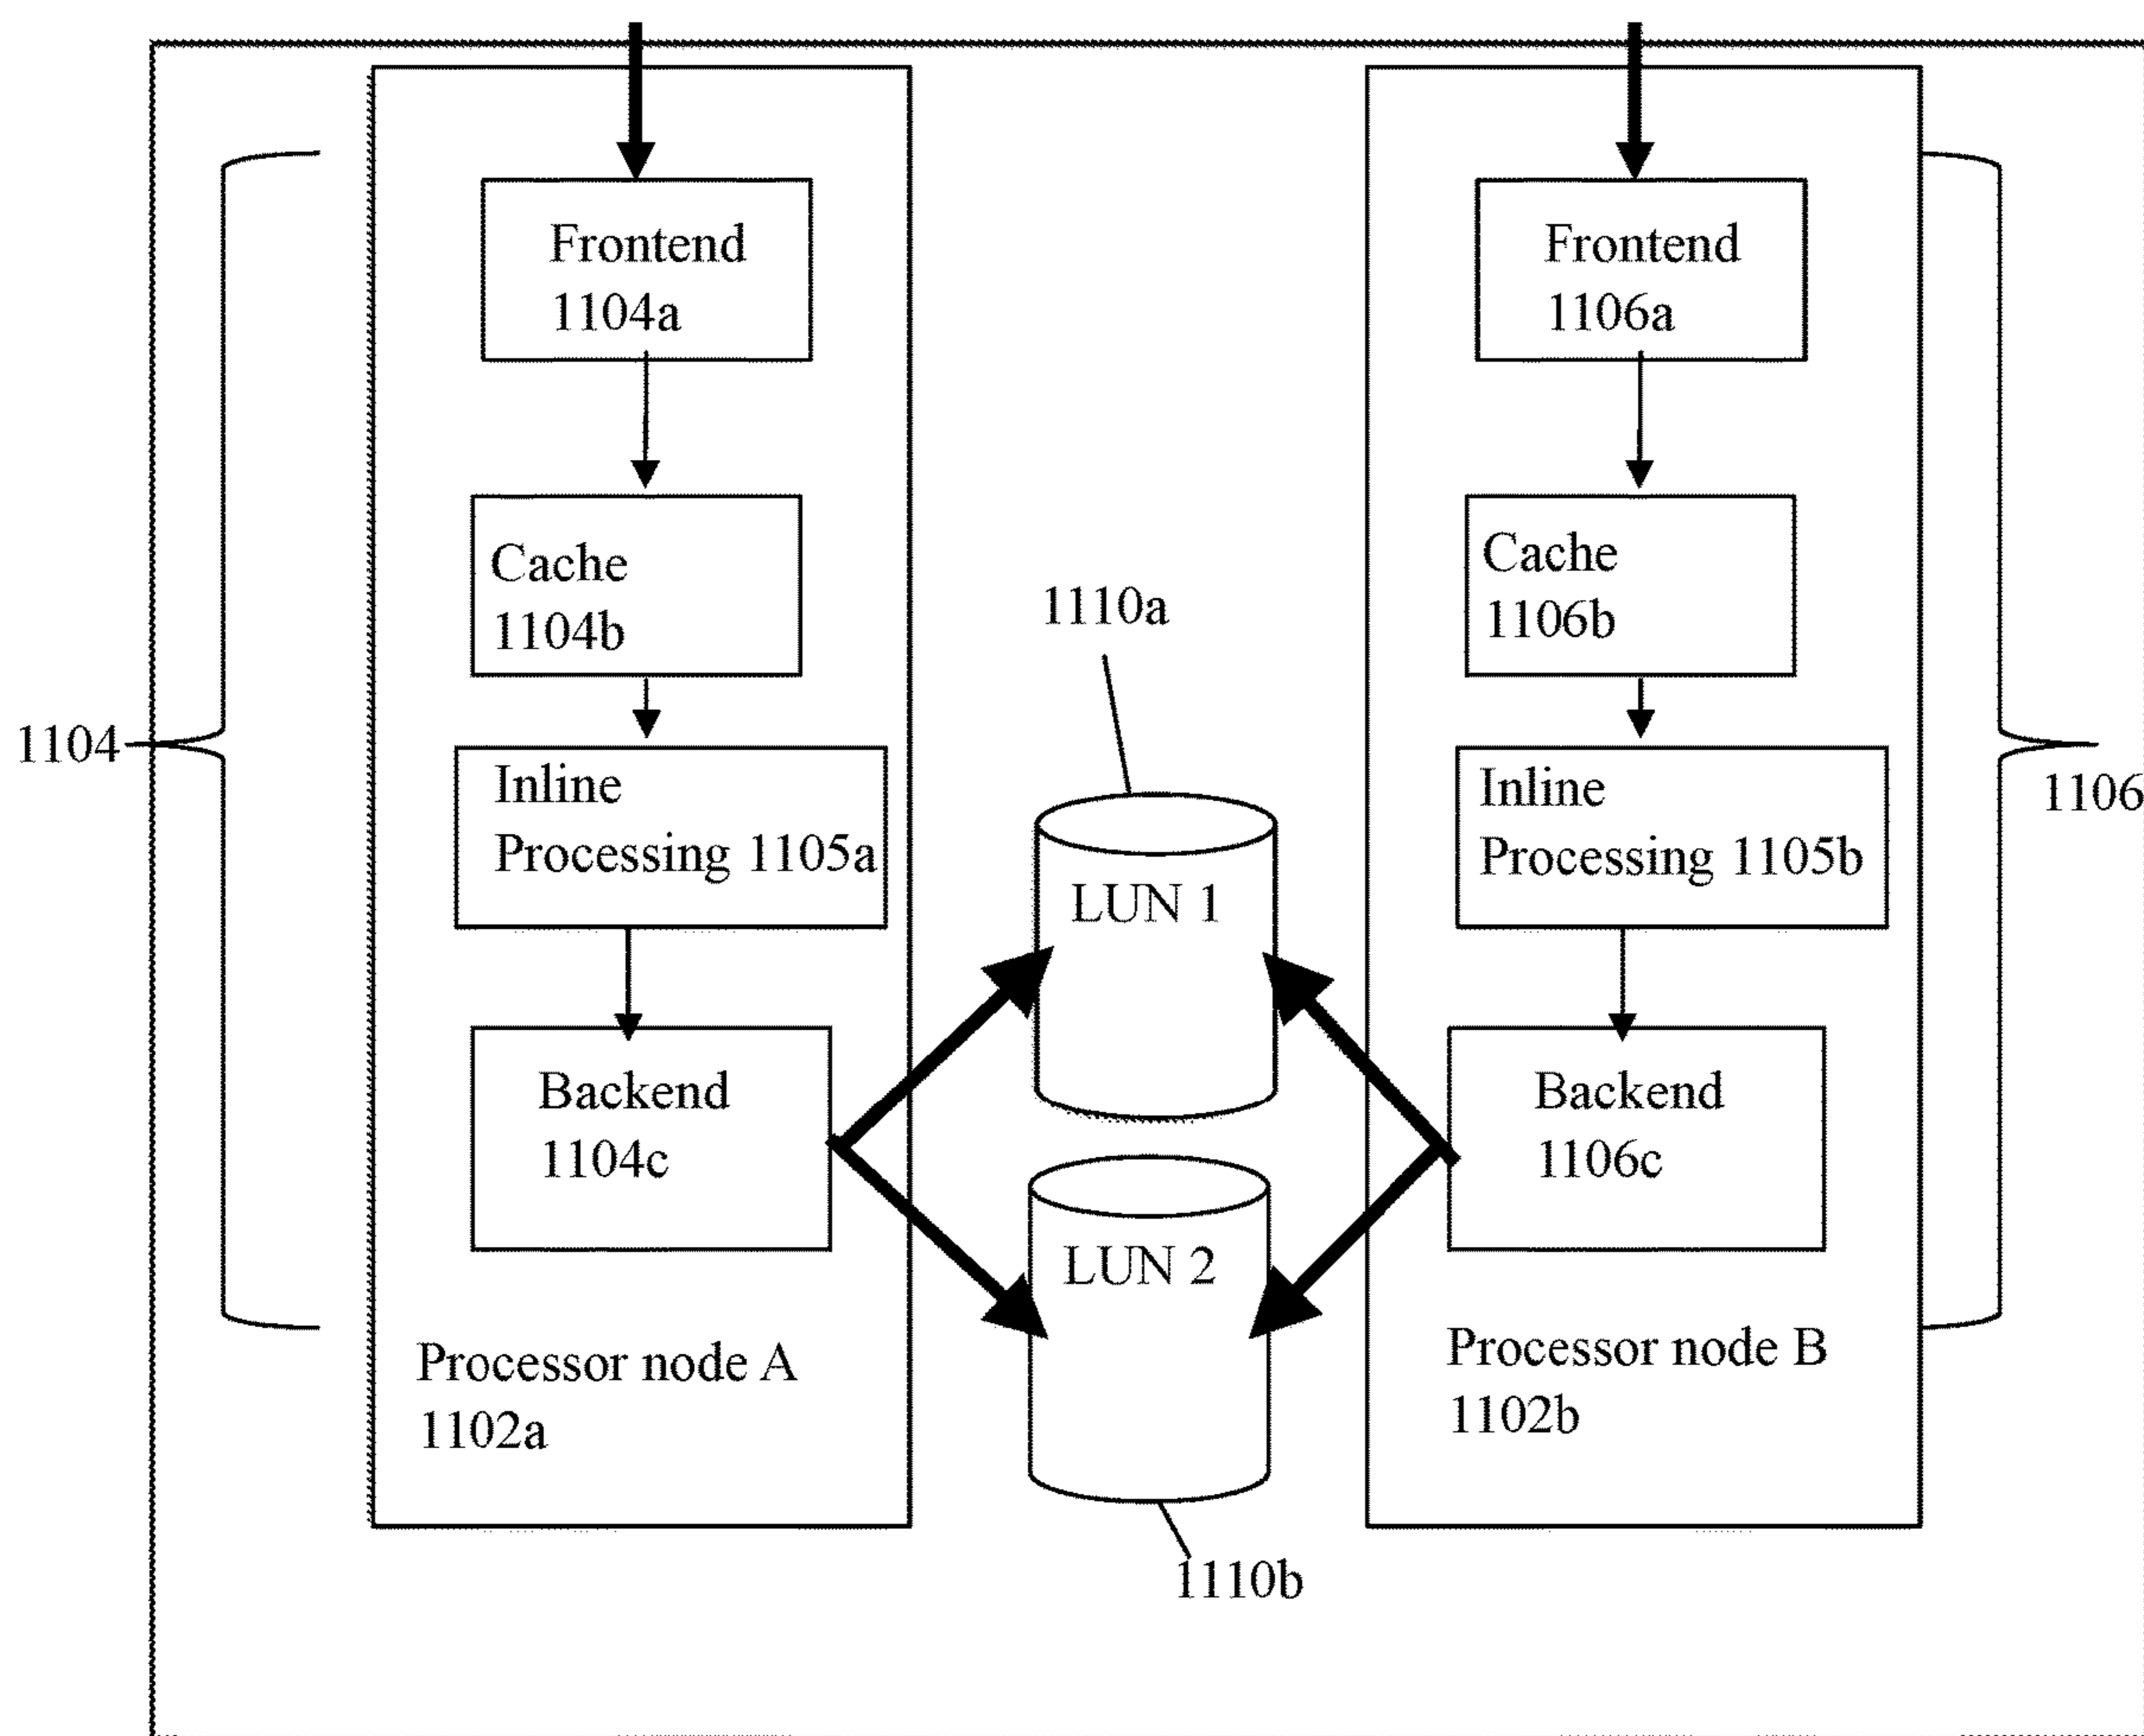 Frontend
1104a
Cache
1104b
Inline
Processing 1105a
Backend
1104c
Processor node A
1102a
1104
1110a
LUN 1
LUN 2
1110b
Frontend
1106a
Cache
1106b
Inline
Processing 1105b
Backend
1106c
Processor node B
1102b
1106